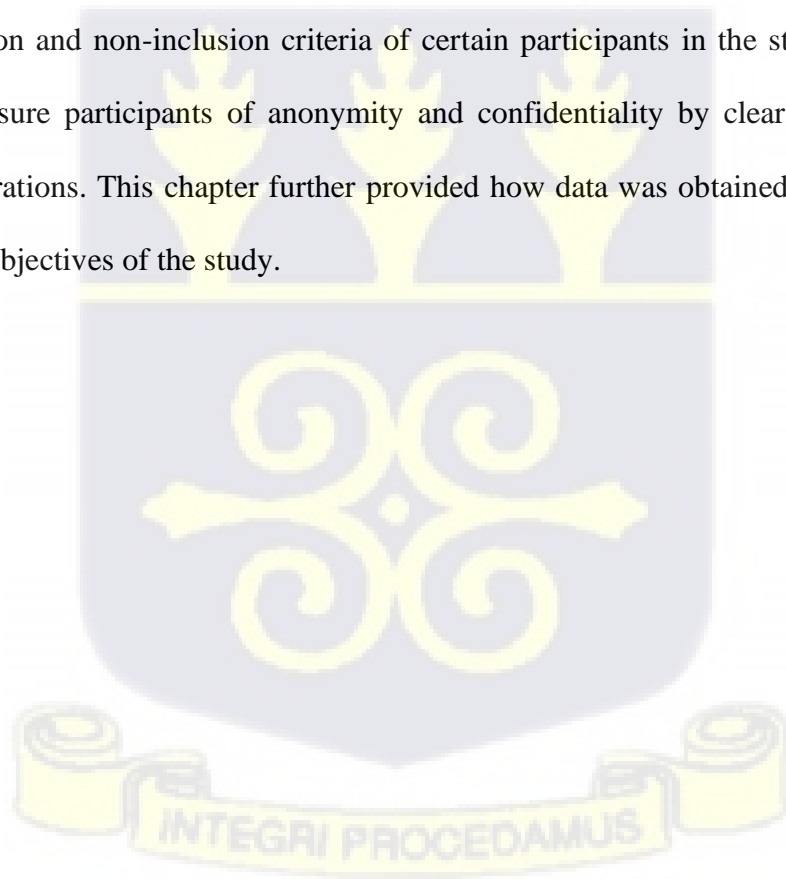 on and non-inclusion criteria of certain participants in the st
sure participants of anonymity and confidentiality by clear
rations. This chapter further provided how data was obtained
bjectives of the study.
INTEGRI PROCEDAMUS